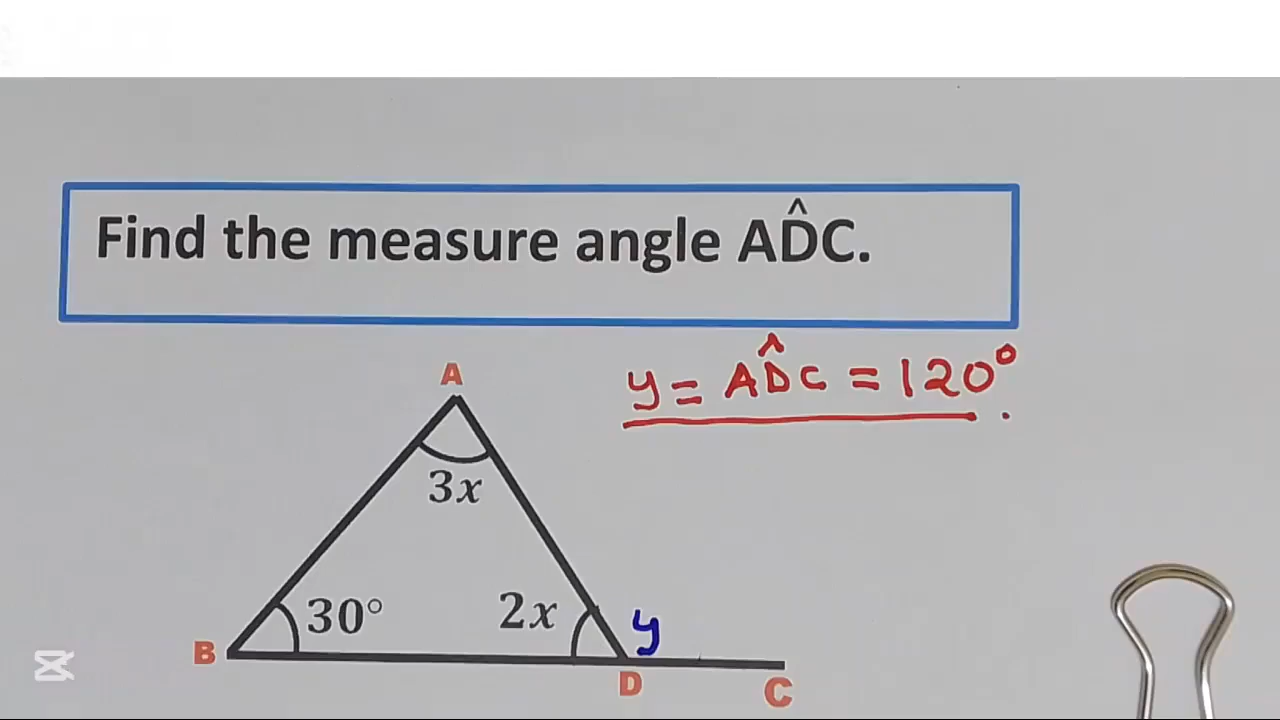 Find the measure angle AD̂C.
y = AD̂C = 120°.
A
3x
30°
2x
y
B
D
C